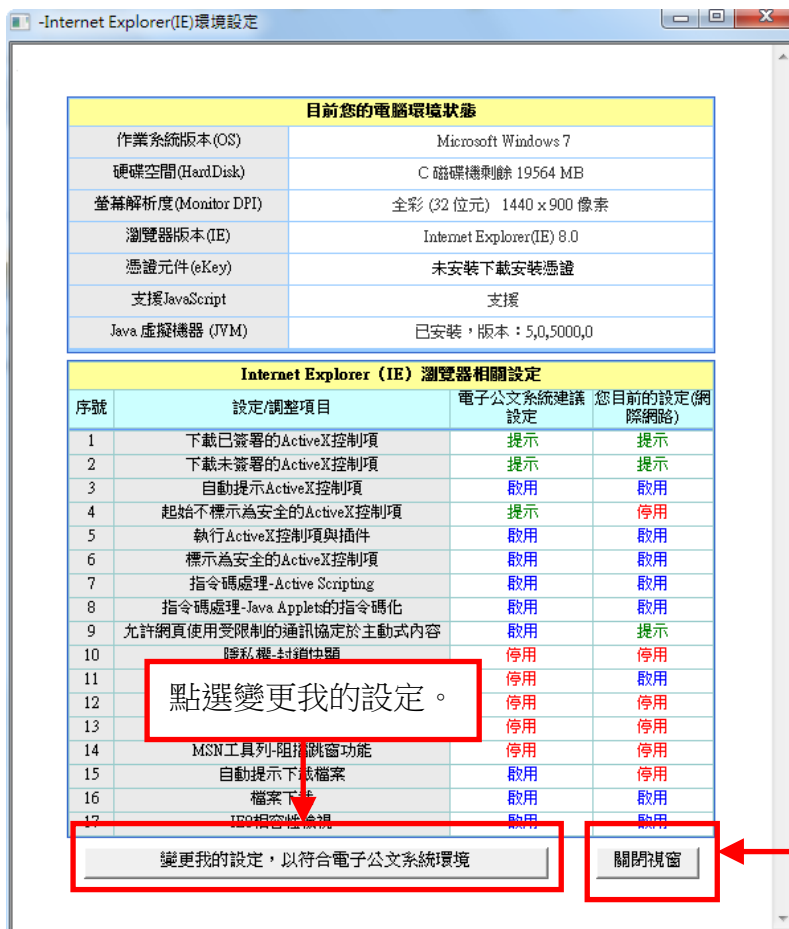 -Internet Explorer(IE)環境設定
目前您的電腦環境狀態
作業系統版本(OS) Microsoft Windows 7
硬碟空間(HardDisk) C 磁碟機剩餘 19564 MB
螢幕解析度(Monitor DPI) 全彩 (32 位元) 1440 x 900 像素
瀏覽器版本(IE) Internet Explorer(IE) 8.0
憑證元件(eKey) 未安裝下載安裝憑證
支援JavaScript 支援
Java 虛擬機器 (JVM) 已安裝，版本：5,0,5000,0
Internet Explorer（IE）瀏覽器相關設定
序號 設定/調整項目 電子公文系統建議設定 您目前的設定(網際網路)
1 下載已簽署的ActiveX控制項 提示 提示
2 下載未簽署的ActiveX控制項 提示 提示
3 自動提示ActiveX控制項 啟用 啟用
4 起始不標示為安全的ActiveX控制項 提示 停用
5 執行ActiveX控制項與插件 啟用 啟用
6 標示為安全的ActiveX控制項 啟用 啟用
7 指令碼處理-Active Scripting 啟用 啟用
8 指令碼處理-Java Applets的指令碼化 啟用 啟用
9 允許網頁使用受限制的通訊協定於主動式內容 啟用 提示
10 隱私權-封鎖快顯 停用 停用
11 停用 啟用
12 停用 停用
13 停用 停用
點選變更我的設定。
14 MSN工具列-阻擋跳窗功能 停用 停用
15 自動提示下載檔案 啟用 停用
16 檔案下載 啟用 啟用
17 相容性檢視 啟用 啟用
變更我的設定，以符合電子公文系統環境 關閉視窗